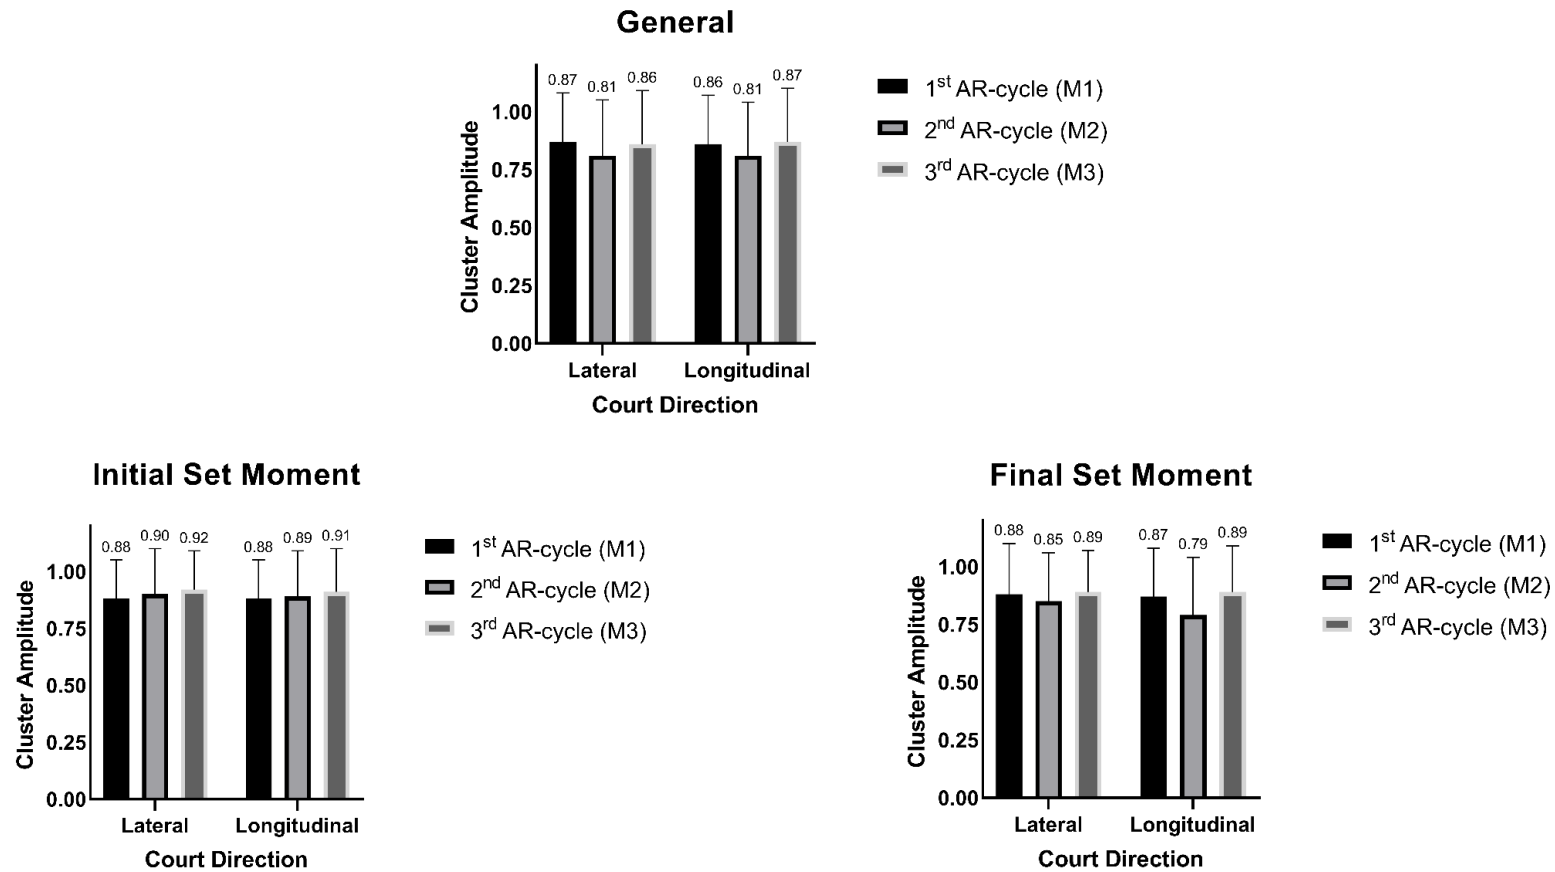 General
0.87 0.81 0.86 0.86 0.81 0.87
1.00
0.75
0.50
0.25
0.00
Cluster Amplitude
Lateral Longitudinal
Court Direction
1st AR-cycle (M1)
2nd AR-cycle (M2)
3rd AR-cycle (M3)
Initial Set Moment
0.88 0.90 0.92 0.88 0.89 0.91
1.00
0.75
0.50
0.25
0.00
Cluster Amplitude
Lateral Longitudinal
Court Direction
1st AR-cycle (M1)
2nd AR-cycle (M2)
3rd AR-cycle (M3)
Final Set Moment
0.88 0.85 0.89 0.87 0.79 0.89
1.00
0.75
0.50
0.25
0.00
Cluster Amplitude
Lateral Longitudinal
Court Direction
1st AR-cycle (M1)
2nd AR-cycle (M2)
3rd AR-cycle (M3)